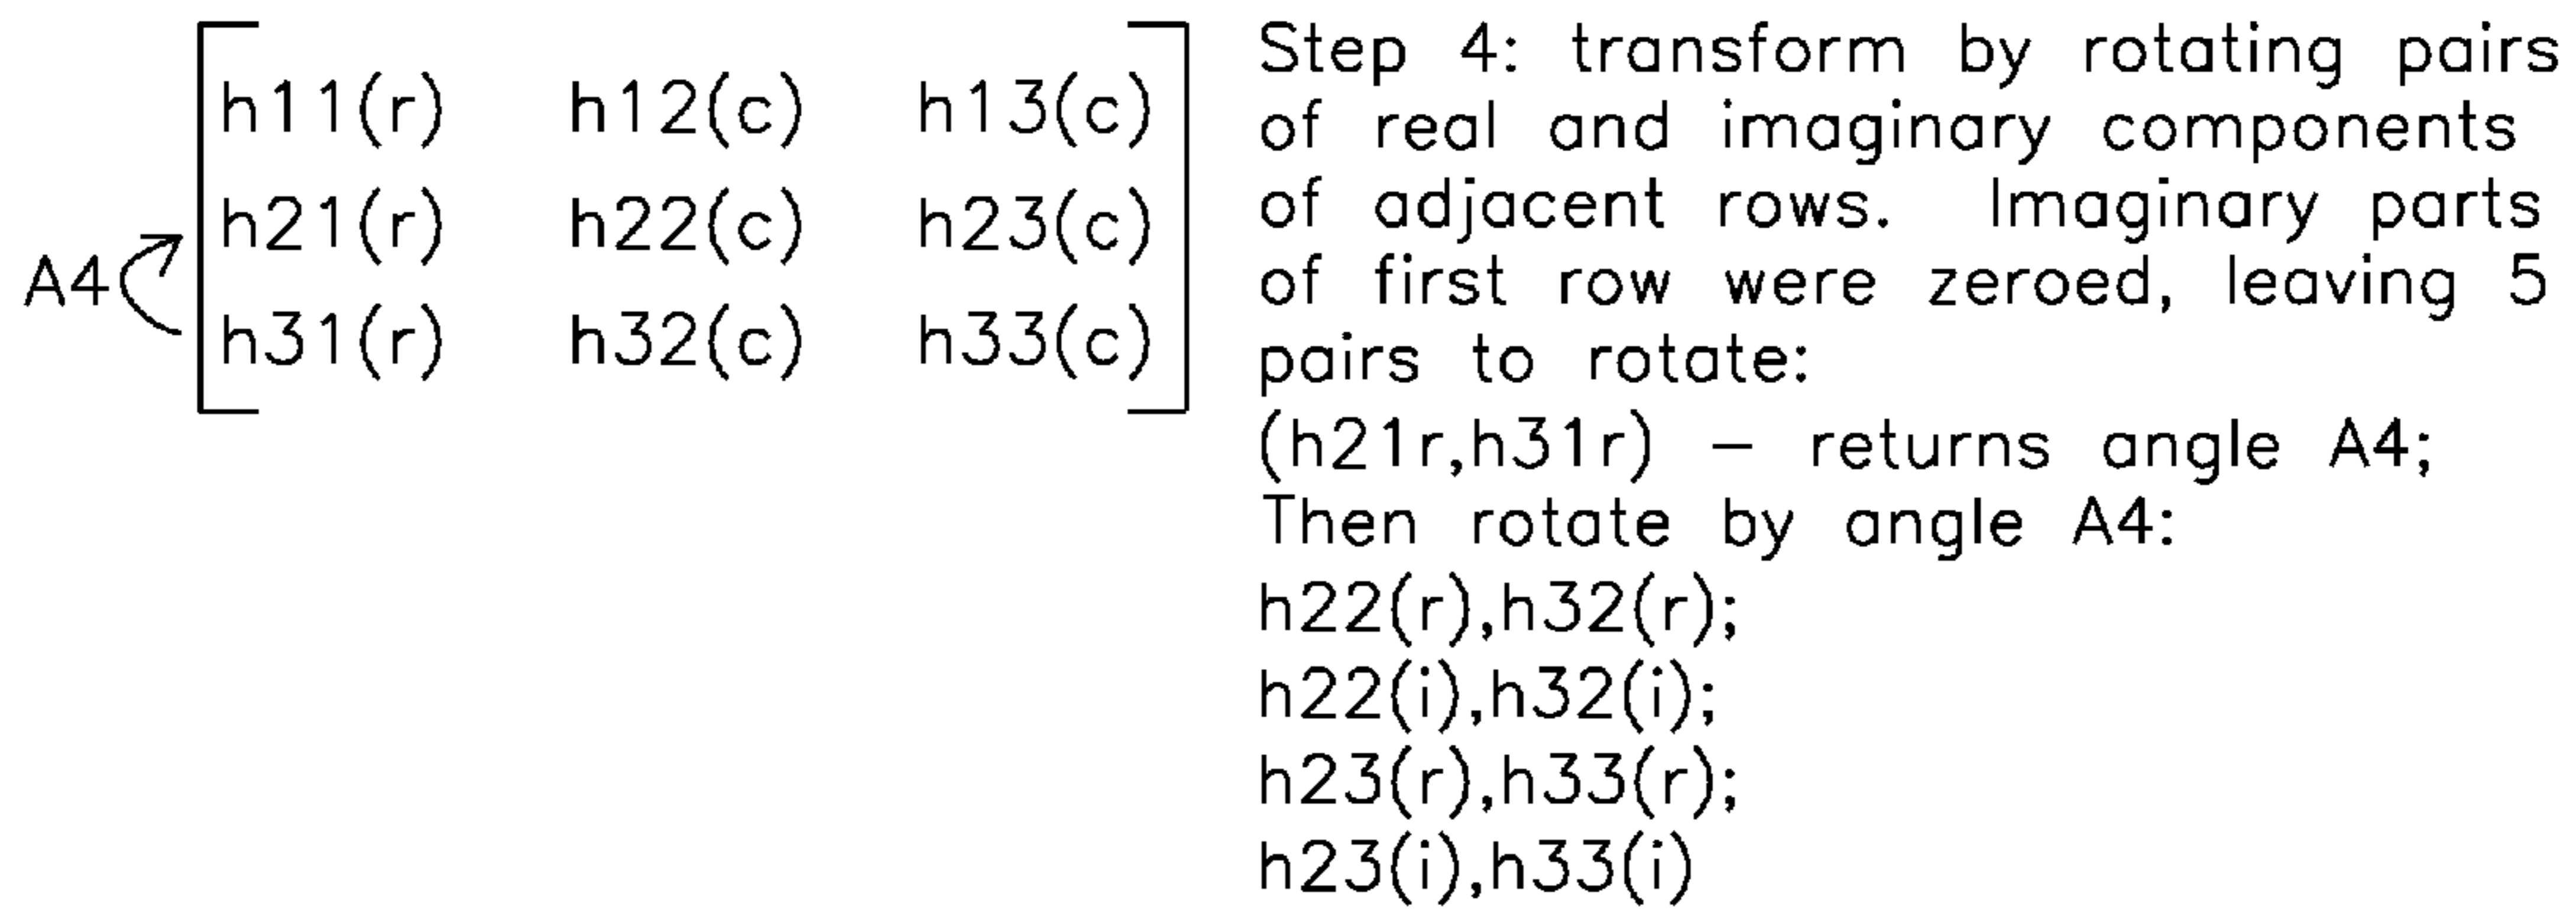 h11(r) h12(c) h13(c)
h21(r) h22(c) h23(c)
A4
h31(r) h32(c) h33(c)
Step 4: transform by rotating pairs
of real and imaginary components
of adjacent rows. Imaginary parts
of first row were zeroed, leaving 5
pairs to rotate:
(h21r,h31r) – returns angle A4;
Then rotate by angle A4:
h22(r),h32(r);
h22(i),h32(i);
h23(r),h33(r);
h23(i),h33(i)